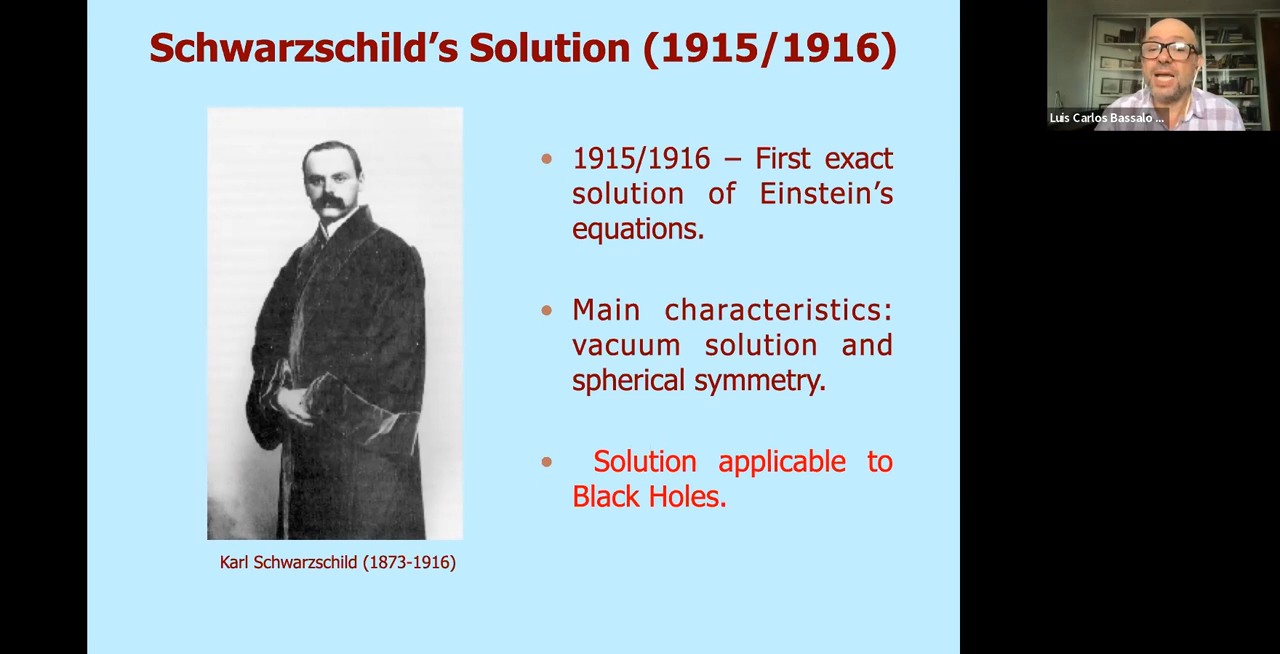 Schwarzschild’s Solution (1915/1916)
Luis Carlos Bassalo ...
• 1915/1916 – First exact
solution of Einstein’s
equations.
• Main characteristics:
vacuum solution and
spherical symmetry.
• Solution applicable to
Black Holes.
Karl Schwarzschild (1873-1916)